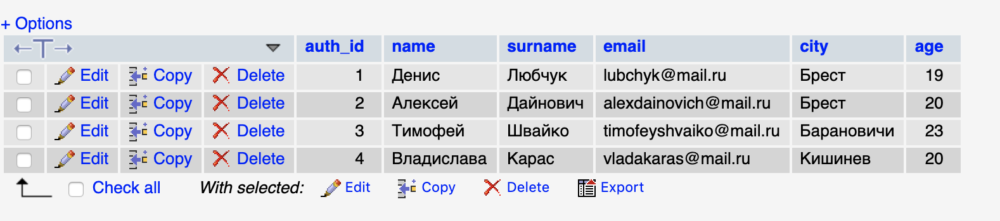 + Options
auth_id name surname email city age
Edit Copy Delete 1 Денис Любчук lubchyk@mail.ru Брест 19
Edit Copy Delete 2 Алексей Дайнович alexdainovich@mail.ru Брест 20
Edit Copy Delete 3 Тимофей Швайко timofeyshvaiko@mail.ru Барановичи 23
Edit Copy Delete 4 Владислава Карас vladakaras@mail.ru Кишинев 20
Check all With selected: Edit Copy Delete Export